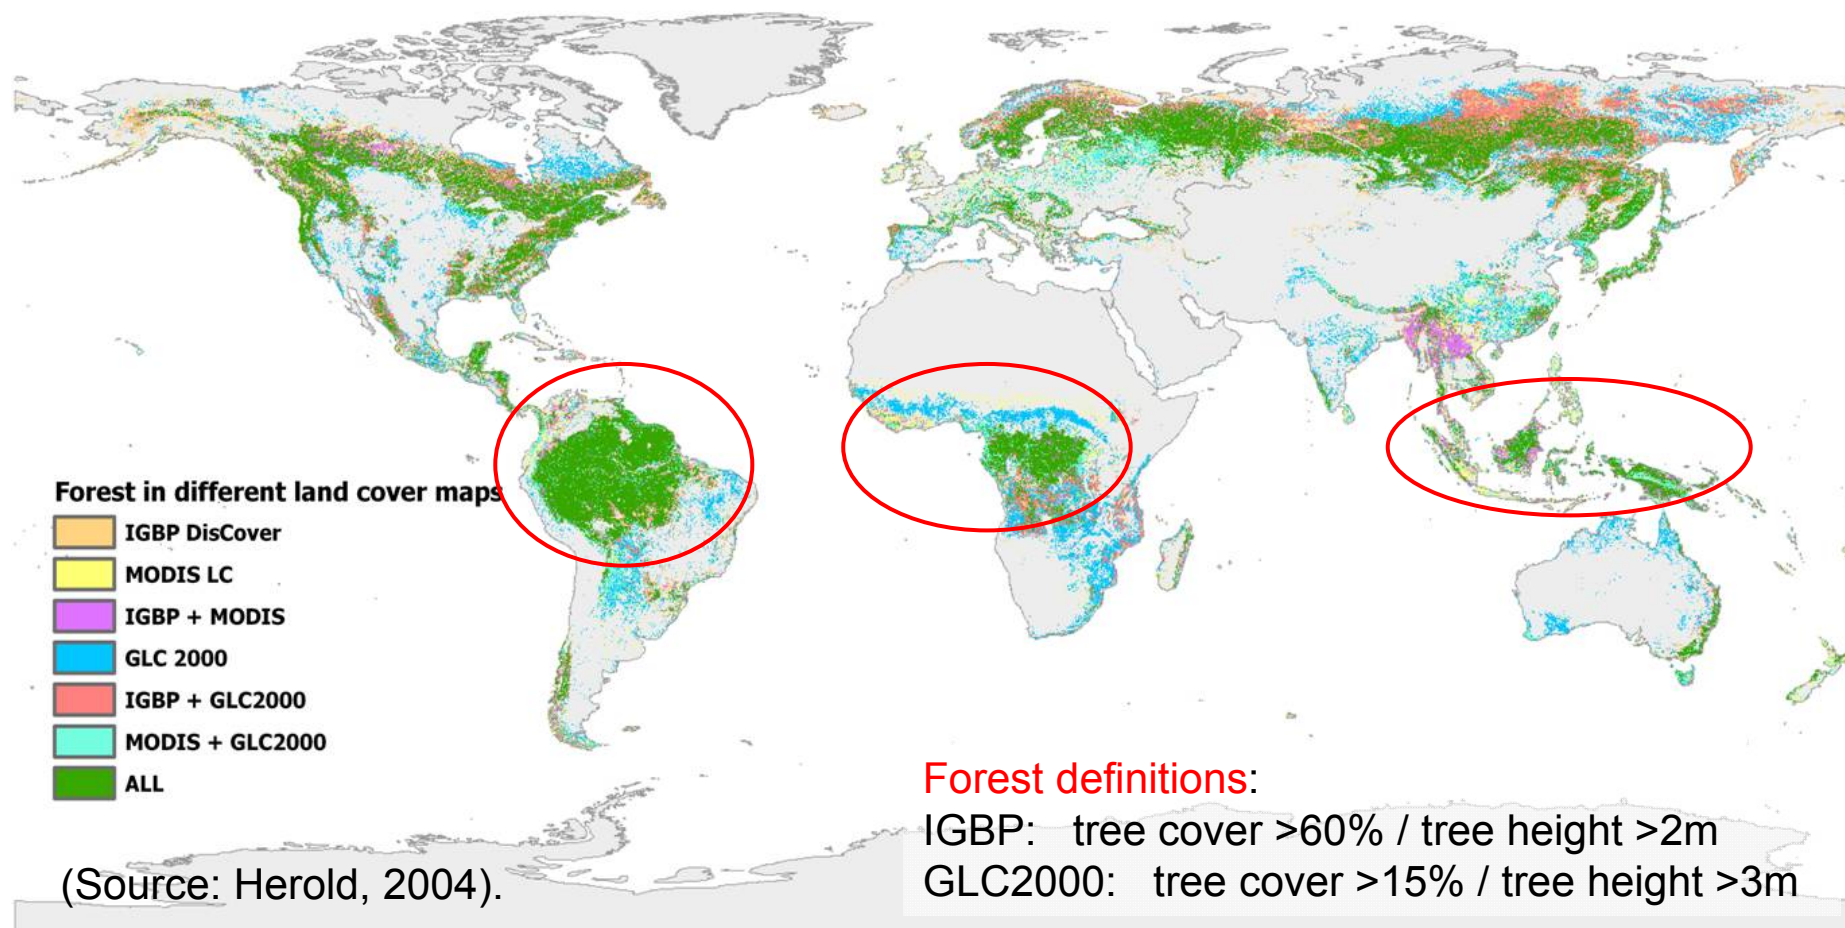 Forest in different land cover maps
IGBP DisCover
MODIS LC
IGBP + MODIS
GLC 2000
IGBP + GLC2000
MODIS + GLC2000
ALL
(Source: Herold, 2004).
Forest definitions:
IGBP: tree cover >60% / tree height >2m
GLC2000: tree cover >15% / tree height >3m